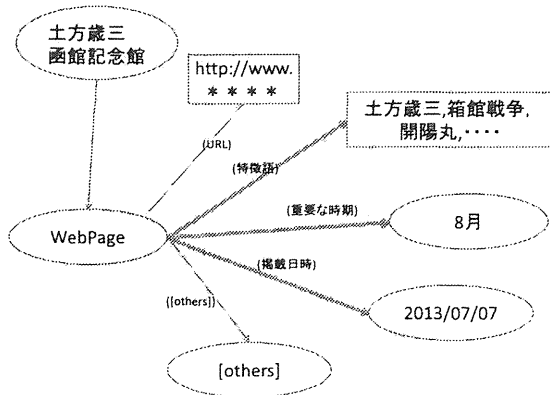 土方歳三
函館記念館
http://www.
＊＊＊＊
土方歳三,箱館戦争,
開陽丸,・・・・
(URL)
(特徴語)
(重要な時期)
8月
WebPage
(掲載日時)
([others])
2013/07/07
[others]